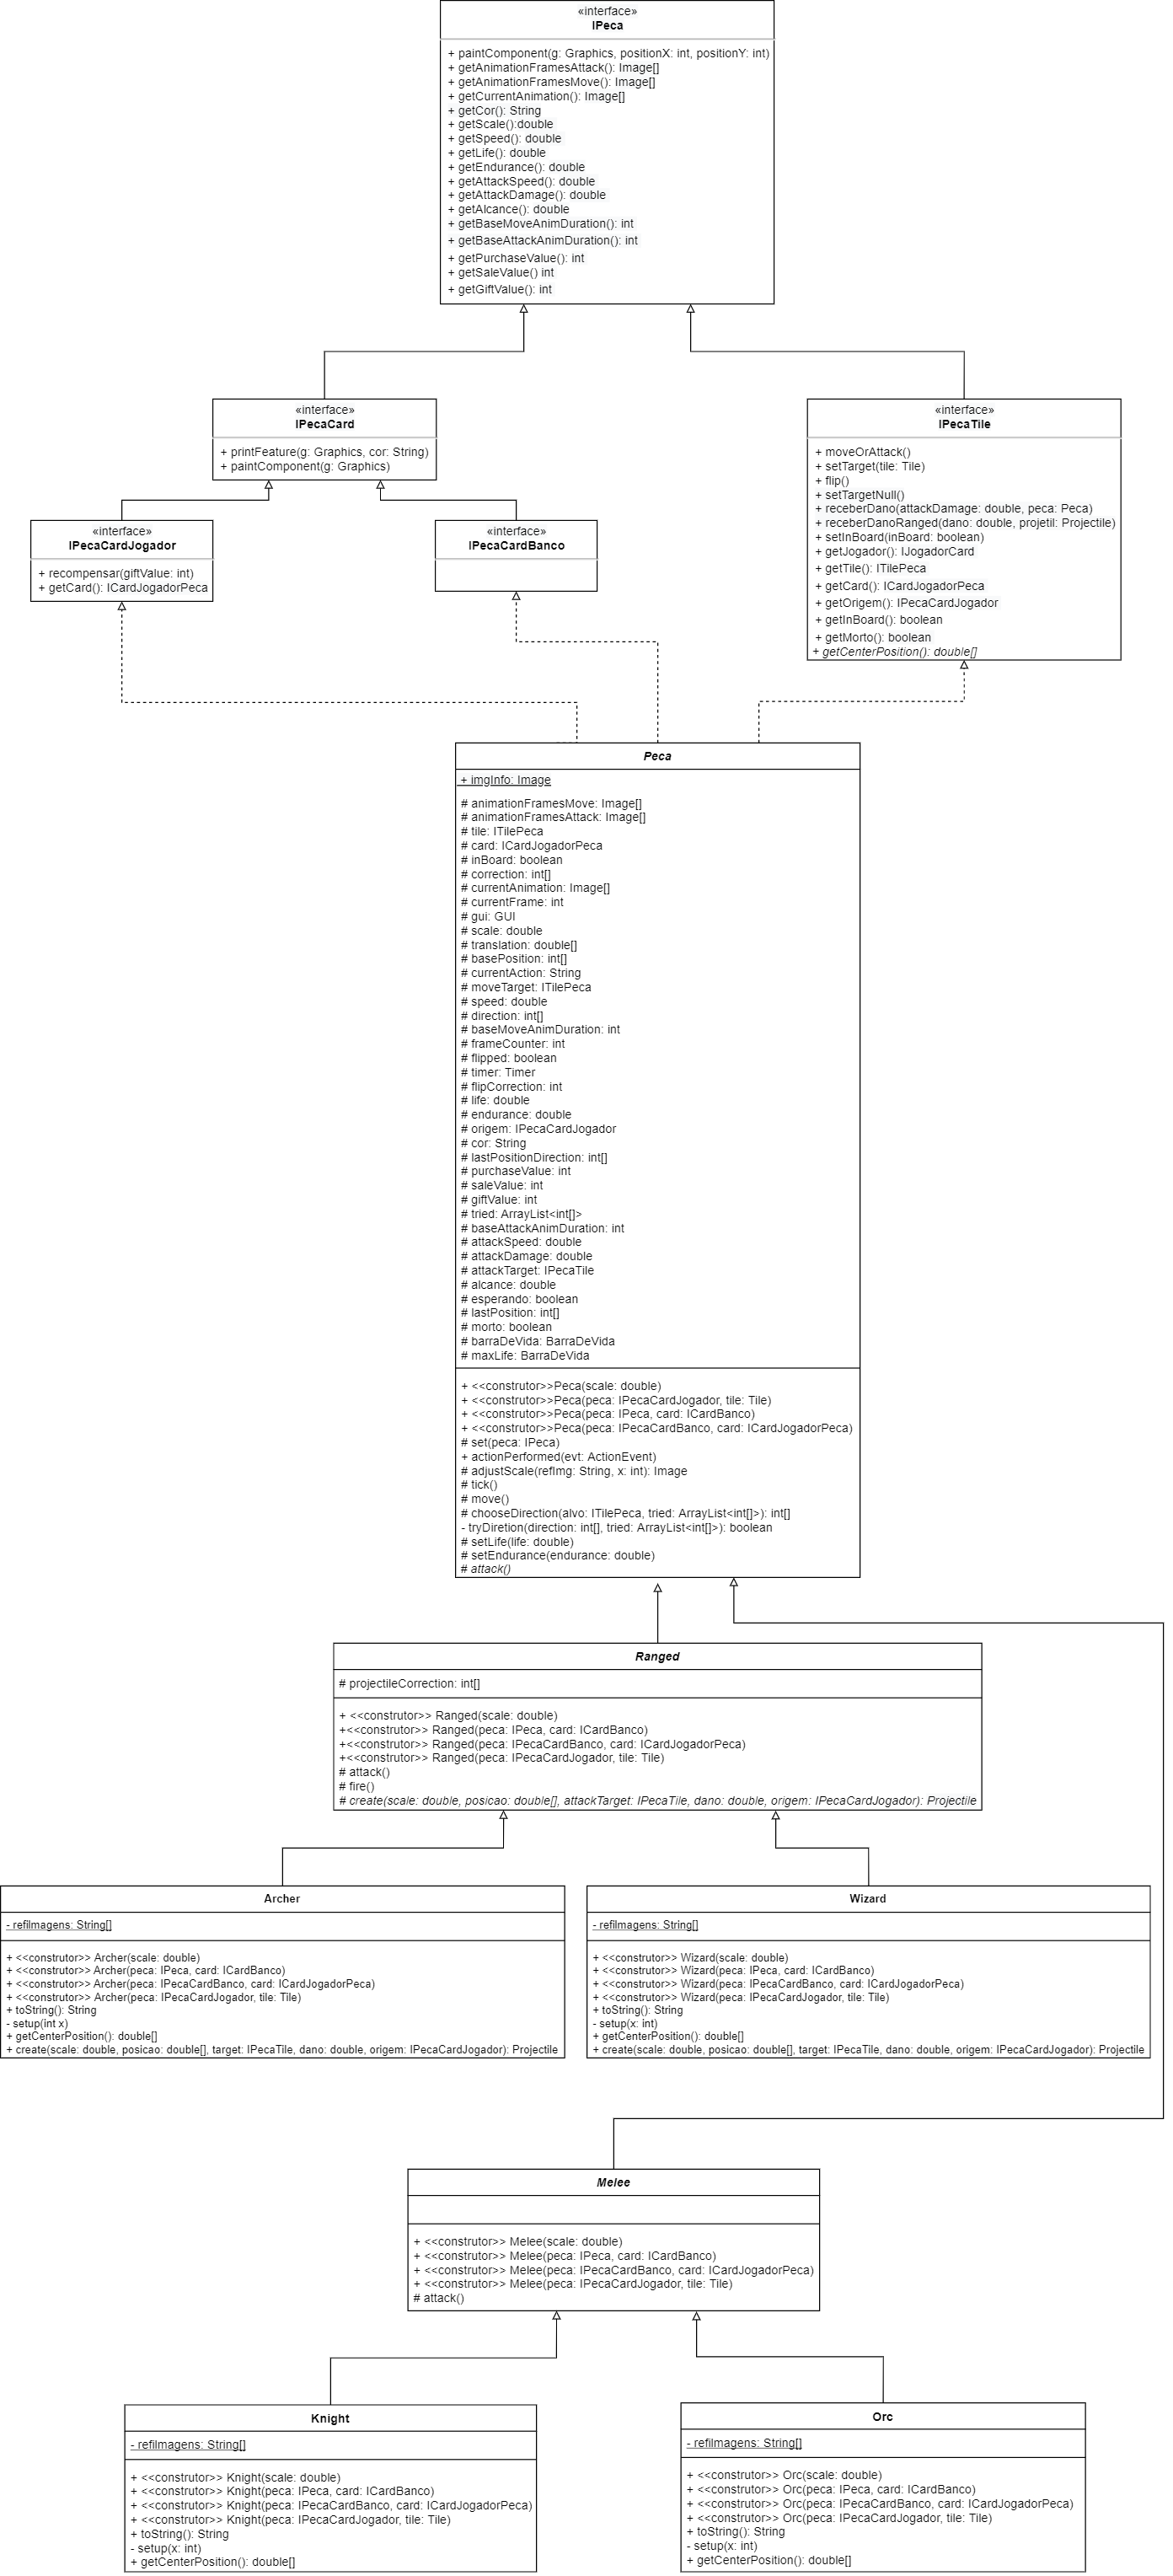 «interface»
IPeca
+ paintComponent(g: Graphics, positionX: int, positionY: int)
+ getAnimationFramesAttack(): Image[]
+ getAnimationFramesMove(): Image[]
+ getCurrentAnimation(): Image[]
+ getCor(): String
+ getScale():double
+ getSpeed(): double
+ getLife(): double
+ getEndurance(): double
+ getAttackSpeed(): double
+ getAttackDamage(): double
+ getAlcance(): double
+ getBaseMoveAnimDuration(): int
+ getBaseAttackAnimDuration(): int
+ getPurchaseValue(): int
+ getSaleValue() int
+ getGiftValue(): int
«interface»
IPecaCard
+ printFeature(g: Graphics, cor: String)
+ paintComponent(g: Graphics)
«interface»
IPecaTile
+ moveOrAttack()
+ setTarget(tile: Tile)
+ flip()
+ setTargetNull()
+ receberDano(attackDamage: double, peca: Peca)
+ receberDanoRanged(dano: double, projetil: Projectile)
+ setInBoard(inBoard: boolean)
+ getJogador(): IJogadorCard
+ getTile(): ITilePeca
+ getCard(): ICardJogadorPeca
+ getOrigem(): IPecaCardJogador
+ getInBoard(): boolean
+ getMorto(): boolean
+ getCenterPosition(): double[]
«interface»
IPecaCardJogador
+ recompensar(giftValue: int)
+ getCard(): ICardJogadorPeca
«interface»
IPecaCardBanco
Peca
+ imgInfo: Image
# animationFramesMove: Image[]
# animationFramesAttack: Image[]
# tile: ITilePeca
# card: ICardJogadorPeca
# inBoard: boolean
# correction: int[]
# currentAnimation: Image[]
# currentFrame: int
# gui: GUI
# scale: double
# translation: double[]
# basePosition: int[]
# currentAction: String
# moveTarget: ITilePeca
# speed: double
# direction: int[]
# baseMoveAnimDuration: int
# frameCounter: int
# flipped: boolean
# timer: Timer
# flipCorrection: int
# life: double
# endurance: double
# origem: IPecaCardJogador
# cor: String
# lastPositionDirection: int[]
# purchaseValue: int
# saleValue: int
# giftValue: int
# tried: ArrayList<int[]>
# baseAttackAnimDuration: int
# attackSpeed: double
# attackDamage: double
# attackTarget: IPecaTile
# alcance: double
# esperando: boolean
# lastPosition: int[]
# morto: boolean
# barraDeVida: BarraDeVida
# maxLife: BarraDeVida
+ <<construtor>>Peca(scale: double)
+ <<construtor>>Peca(peca: IPecaCardJogador, tile: Tile)
+ <<construtor>>Peca(peca: IPeca, card: ICardBanco)
+ <<construtor>>Peca(peca: IPecaCardBanco, card: ICardJogadorPeca)
# set(peca: IPeca)
+ actionPerformed(evt: ActionEvent)
# adjustScale(refImg: String, x: int): Image
# tick()
# move()
# chooseDirection(alvo: ITilePeca, tried: ArrayList<int[]>): int[]
- tryDiretion(direction: int[], tried: ArrayList<int[]>): boolean
# setLife(life: double)
# setEndurance(endurance: double)
# attack()
Ranged
# projectileCorrection: int[]
+ <<construtor>> Ranged(scale: double)
+<<construtor>> Ranged(peca: IPeca, card: ICardBanco)
+<<construtor>> Ranged(peca: IPecaCardBanco, card: ICardJogadorPeca)
+<<construtor>> Ranged(peca: IPecaCardJogador, tile: Tile)
# attack()
# fire()
# create(scale: double, posicao: double[], attackTarget: IPecaTile, dano: double, origem: IPecaCardJogador): Projectile
Archer
- refiImagens: String[]
+ <<construtor>> Archer(scale: double)
+ <<construtor>> Archer(peca: IPeca, card: ICardBanco)
+ <<construtor>> Archer(peca: IPecaCardBanco, card: ICardJogadorPeca)
+ <<construtor>> Archer(peca: IPecaCardJogador, tile: Tile)
+ toString(): String
- setup(int x)
+ getCenterPosition(): double[]
+ create(scale: double, posicao: double[], target: IPecaTile, dano: double, origem: IPecaCardJogador): Projectile
Wizard
- refiImagens: String[]
+ <<construtor>> Wizard(scale: double)
+ <<construtor>> Wizard(peca: IPeca, card: ICardBanco)
+ <<construtor>> Wizard(peca: IPecaCardBanco, card: ICardJogadorPeca)
+ <<construtor>> Wizard(peca: IPecaCardJogador, tile: Tile)
+ toString(): String
- setup(x: int)
+ getCenterPosition(): double[]
+ create(scale: double, posicao: double[], target: IPecaTile, dano: double, origem: IPecaCardJogador): Projectile
Melee
+ <<construtor>> Melee(scale: double)
+ <<construtor>> Melee(peca: IPeca, card: ICardBanco)
+ <<construtor>> Melee(peca: IPecaCardBanco, card: ICardJogadorPeca)
+ <<construtor>> Melee(peca: IPecaCardJogador, tile: Tile)
# attack()
Knight
- refiImagens: String[]
+ <<construtor>> Knight(scale: double)
+ <<construtor>> Knight(peca: IPeca, card: ICardBanco)
+ <<construtor>> Knight(peca: IPecaCardBanco, card: ICardJogadorPeca)
+ <<construtor>> Knight(peca: IPecaCardJogador, tile: Tile)
+ toString(): String
- setup(x: int)
+ getCenterPosition(): double[]
Orc
- refiImagens: String[]
+ <<construtor>> Orc(scale: double)
+ <<construtor>> Orc(peca: IPeca, card: ICardBanco)
+ <<construtor>> Orc(peca: IPecaCardBanco, card: ICardJogadorPeca)
+ <<construtor>> Orc(peca: IPecaCardJogador, tile: Tile)
+ toString(): String
- setup(x: int)
+ getCenterPosition(): double[]